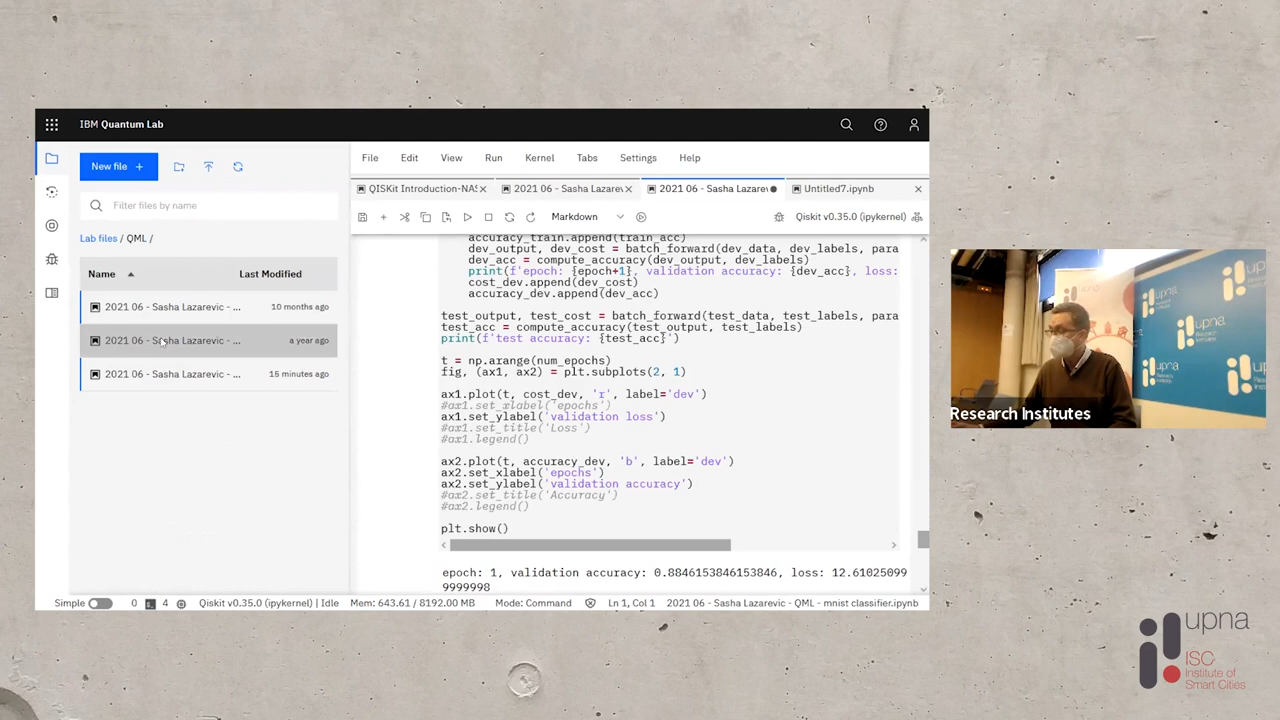 IBM Quantum Lab
New file +
Filter files by name
Lab files / QML /
Name
Last Modified
2021 06 - Sasha Lazarevic - ...
10 months ago
2021 06 - Sasha Lazarevic - ...
a year ago
2021 06 - Sasha Lazarevic - ...
15 minutes ago
File Edit View Run Kernel Tabs Settings Help
QISKit Introduction-NAS
2021 06 - Sasha Lazarev
2021 06 - Sasha Lazarev
Untitled7.ipynb
Markdown
Qiskit v0.35.0 (ipykernel)
accuracy_train.append(train_acc)
dev_output, dev_cost = batch_forward(dev_data, dev_labels, para
dev_acc = compute_accuracy(dev_output, dev_labels)
print(f'epoch: {epoch+1}, validation accuracy: {dev_acc}, loss:
cost_dev.append(dev_cost)
accuracy_dev.append(dev_acc)
test_output, test_cost = batch_forward(test_data, test_labels, para
test_acc = compute_accuracy(test_output, test_labels)
print(f'test accuracy: {test_acc}')
t = np.arange(num_epochs)
fig, (ax1, ax2) = plt.subplots(2, 1)
ax1.plot(t, cost_dev, 'r', label='dev')
#ax1.set_xlabel('epochs')
ax1.set_ylabel('validation loss')
#ax1.set_title('Loss')
#ax1.legend()
ax2.plot(t, accuracy_dev, 'b', label='dev')
ax2.set_xlabel('epochs')
ax2.set_ylabel('validation accuracy')
#ax2.set_title('Accuracy')
#ax2.legend()
plt.show()
epoch: 1, validation accuracy: 0.8846153846153846, loss: 12.61025099
9999998
Simple 0 4 Qiskit v0.35.0 (ipykernel) | Idle Mem: 643.61 / 8192.00 MB Mode: Command Ln 1, Col 1 2021 06 - Sasha Lazarevic - QML - mnist classifier.ipynb
upna
upna
upna
upna
Research Institutes
upna
ISC
Institute of
Smart Cities